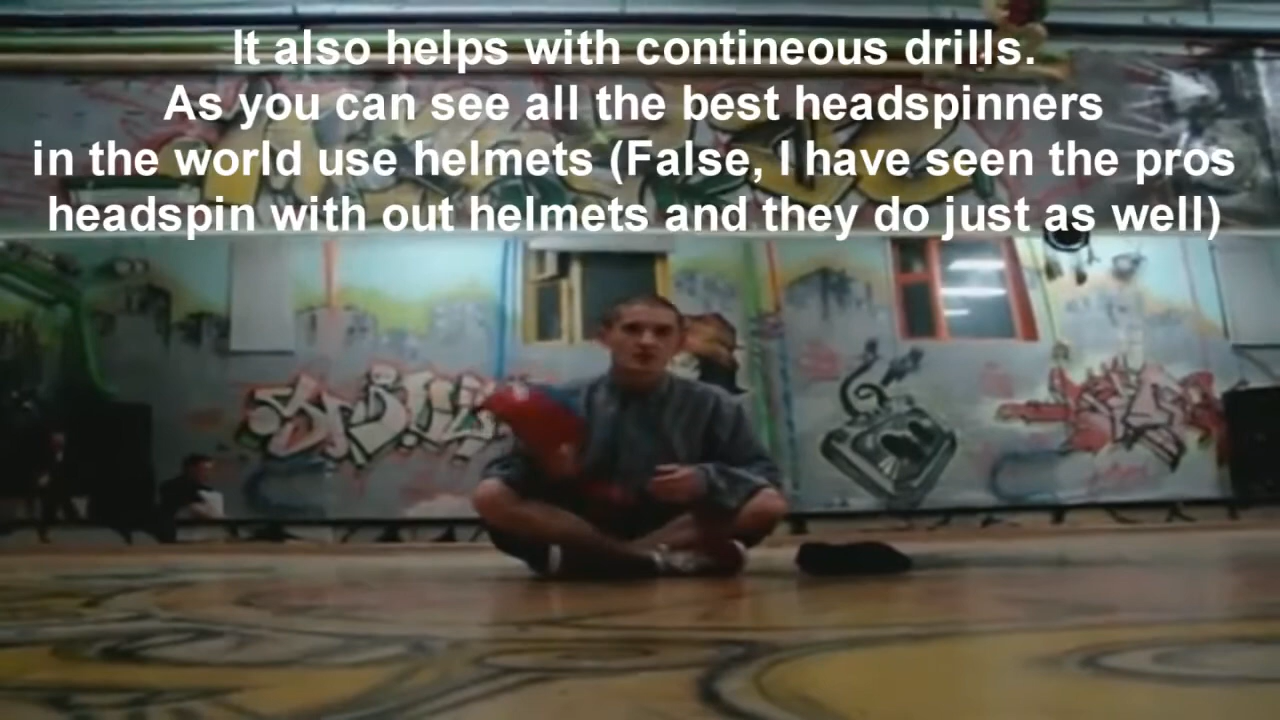 It also helps with contineous drills.
As you can see all the best headspinners
in the world use helmets (False, I have seen the pros
headspin with out helmets and they do just as well)